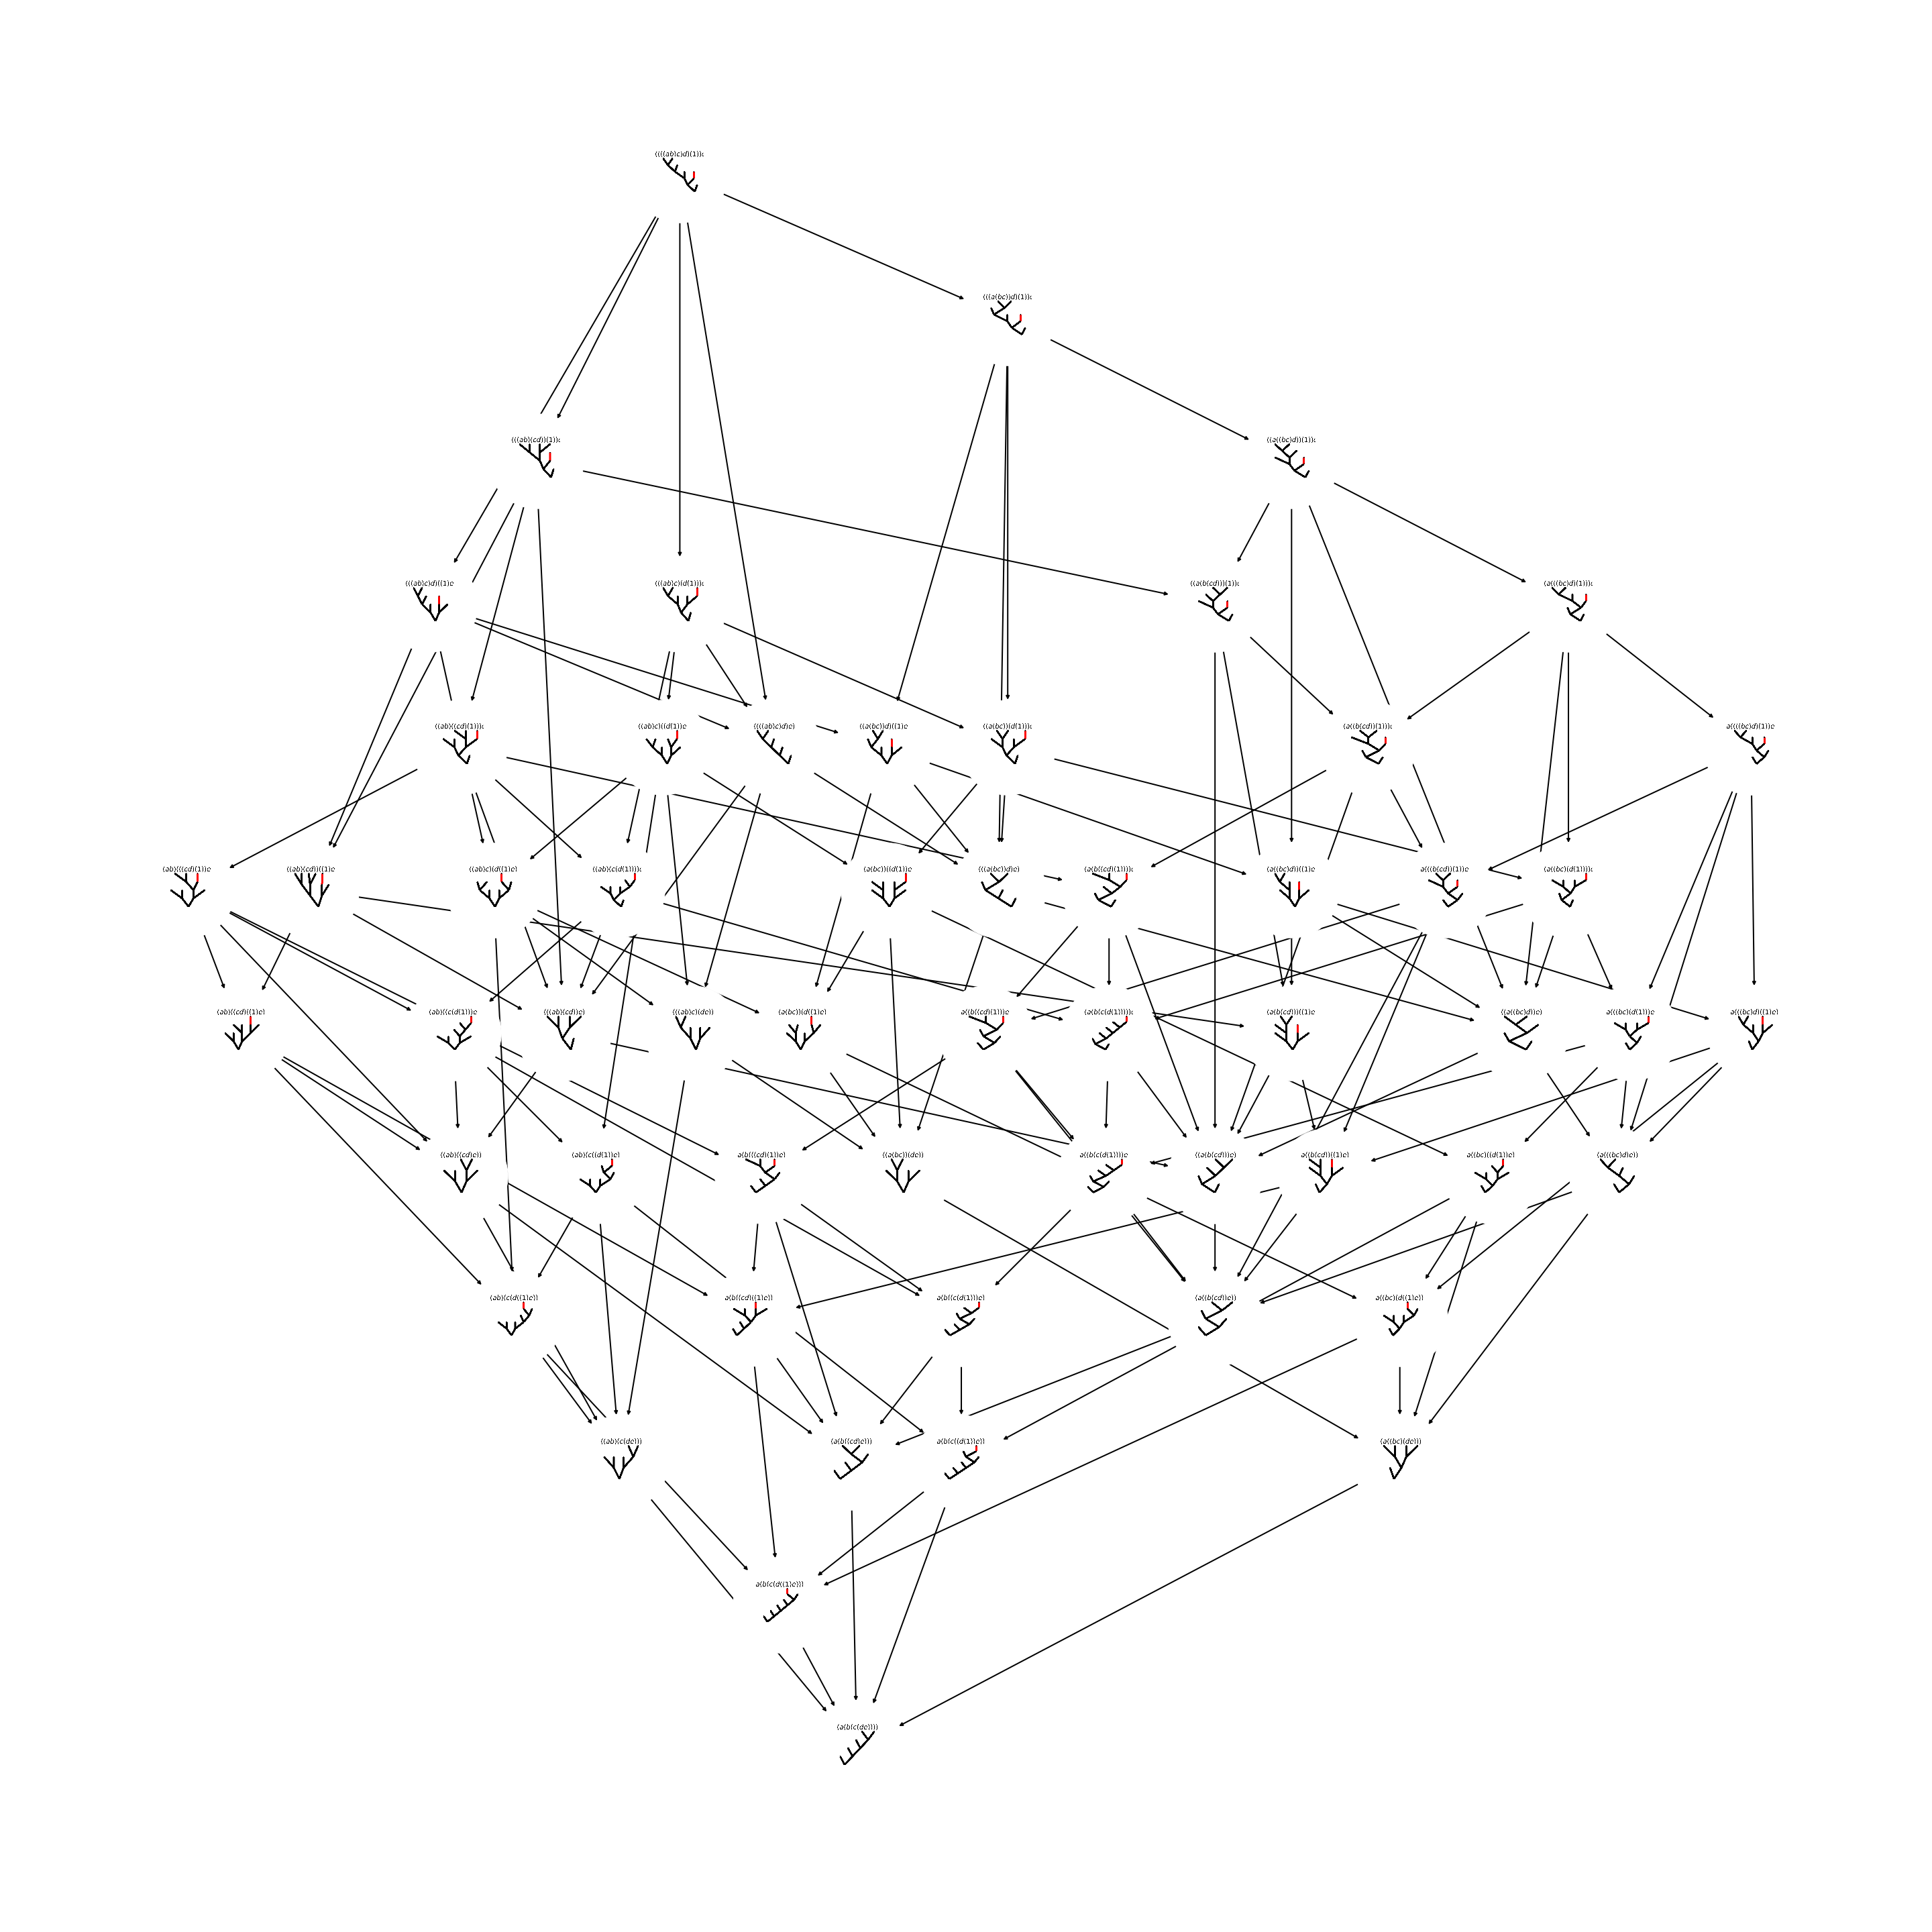 ((((ab)c)d)(1))
(((a(bc))d)(1))
(((ab)(cd))(1))
((a((bc)d))(1))
(((ab)c)d)((1)e
(((ab)c)(d(1)))
((a(b(cd)))(1))
(a(((bc)d)(1)))
((ab)((cd)(1)))
((ab)c)((d(1))e
((((ab)c)d)e)
((a(bc))d)((1)e
((a(bc))(d(1)))
(a((b(cd))(1)))
a((((bc)d)(1))e
(ab)(((cd)(1))e
((ab)(cd))((1)e
((ab)c)(d((1)e)
((ab)(c(d(1))))
(a(bc))((d(1))e
(((a(bc))d)e)
(a(b((cd)(1))))
(a((bc)d))((1)e
a(((b(cd))(1))e
(a((bc)(d(1))))
(ab)((cd)((1)e)
(ab)((c(d(1)))e
(((ab)(cd))e)
(((ab)c)(de))
(a(bc))(d((1)e)
a((b((cd)(1)))e
(a(b(c(d(1)))))
(a(b(cd)))((1)e
((a((bc)d))e)
a(((bc)(d(1)))e
a(((bc)d)((1)e)
((ab)((cd)e))
(ab)(c((d(1))e)
a(b(((cd)(1))e)
((a(bc))(de))
a((b(c(d(1))))e
((a(b(cd)))e)
a((b(cd))((1)e)
a((bc)((d(1))e)
(a(((bc)d)e))
(ab)(c(d((1)e))
a(b((cd)((1)e))
a(b((c(d(1)))e)
(a((b(cd))e))
a((bc)(d((1)e))
((ab)(c(de)))
(a(b((cd)e)))
a(b(c((d(1))e))
(a((bc)(de)))
a(b(c(d((1)e)))
(a(b(c(de))))